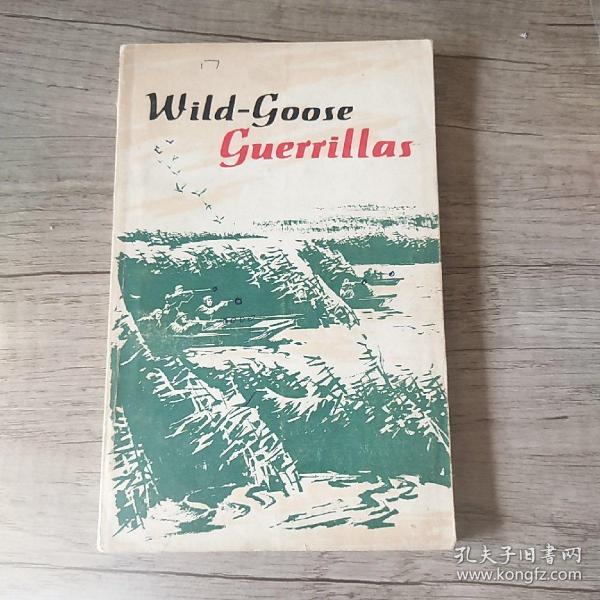 Wild-Goose
Guerrillas
孔夫子旧书网
www.kongfz.com